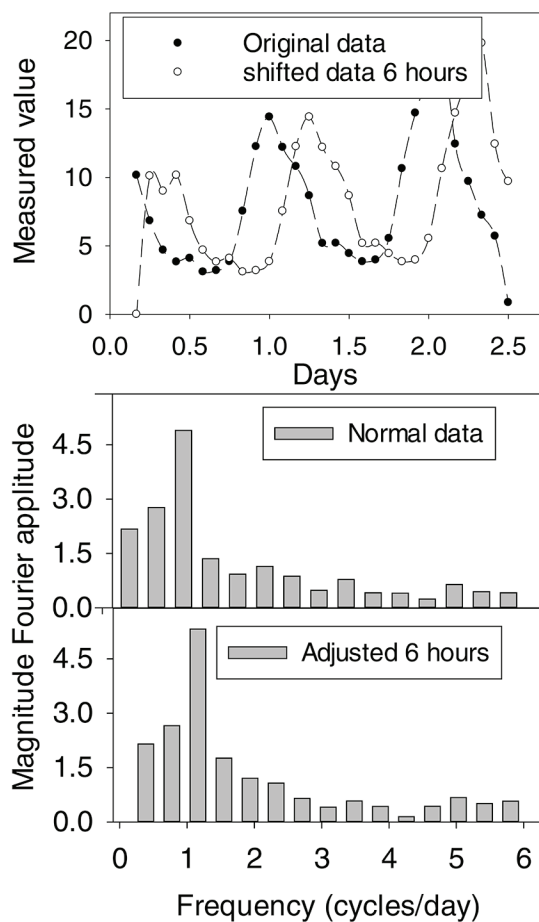 Original data
shifted data 6 hours
Measured value
20
15
10
5
0
0.0 0.5 1.0 1.5 2.0 2.5
Days
Magnitude Fourier applitude
Normal data
4.5
3.0
1.5
0.0
Adjusted 6 hours
4.5
3.0
1.5
0.0
0 1 2 3 4 5 6
Frequency (cycles/day)